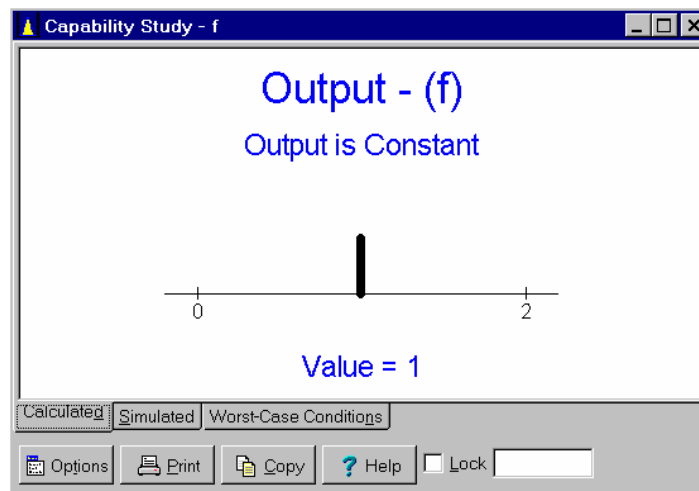 Capability Study - f
Output - (f)
Output is Constant
0 2
Value = 1
Calculated Simulated Worst-Case Conditions
Options Print Copy Help Lock